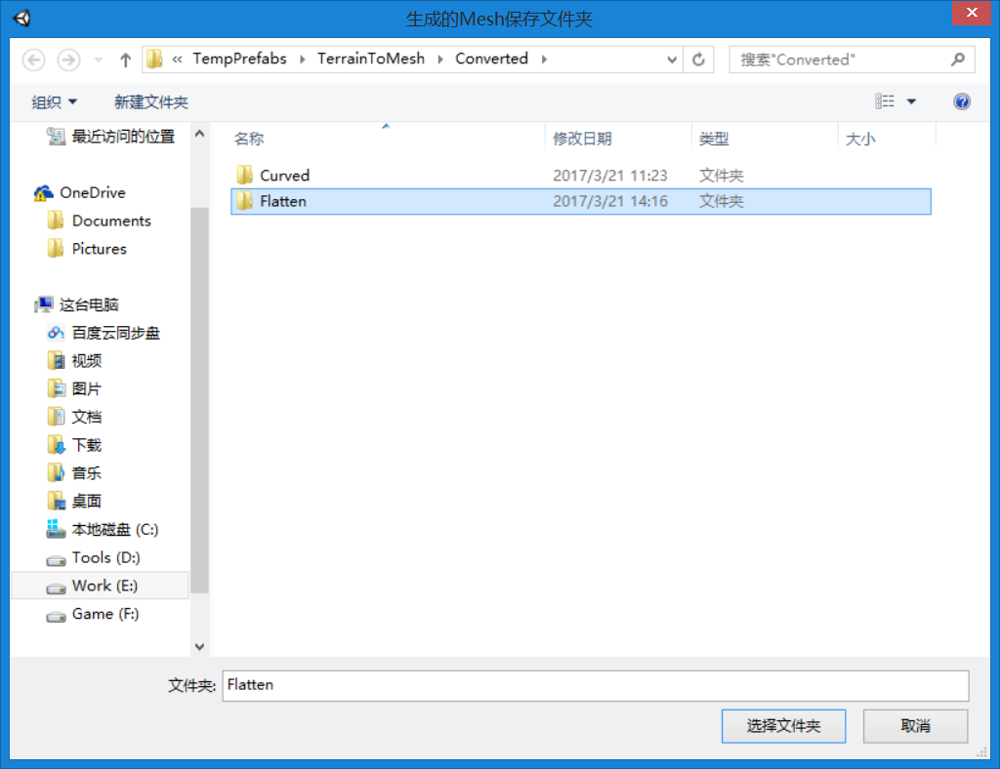 生成的Mesh保存文件夹
« TempPrefabs TerrainToMesh Converted
搜索"Converted"
组织 新建文件夹
最近访问的位置
OneDrive
Documents
Pictures
这台电脑
百度云同步盘
视频
图片
文档
下载
音乐
桌面
本地磁盘 (C:)
Tools (D:)
Work (E:)
Game (F:)
名称 修改日期 类型 大小
Curved 2017/3/21 11:23 文件夹
Flatten 2017/3/21 14:16 文件夹
文件夹: Flatten
选择文件夹 取消